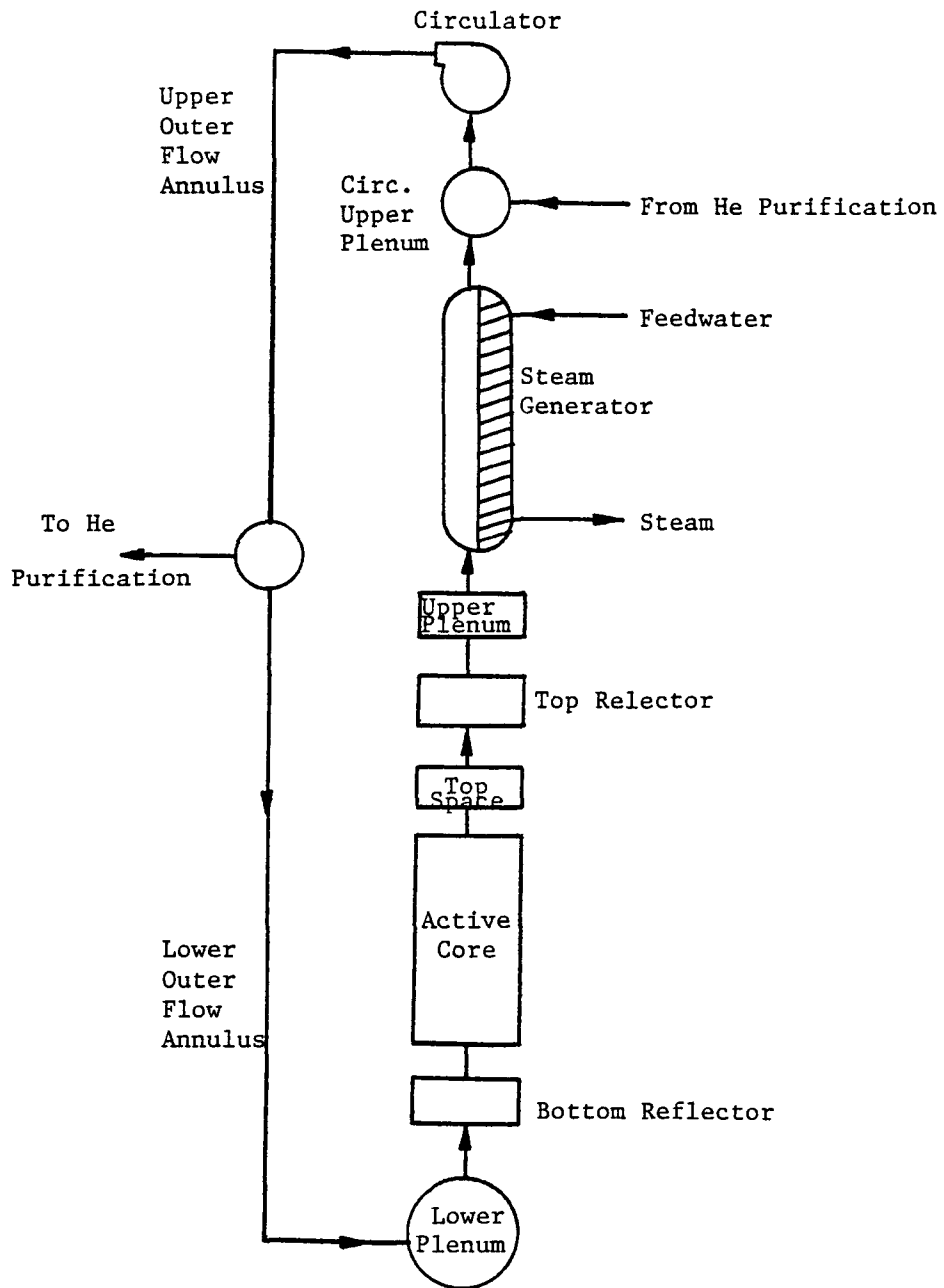 Circulator
Upper
Outer
Flow
Annulus
Circ.
Upper
Plenum
From He Purification
Feedwater
Steam
Generator
Steam
To He
Purification
Upper
Plenum
Top Relector
Top
Space
Active
Core
Lower
Outer
Flow
Annulus
Bottom Reflector
Lower
Plenum